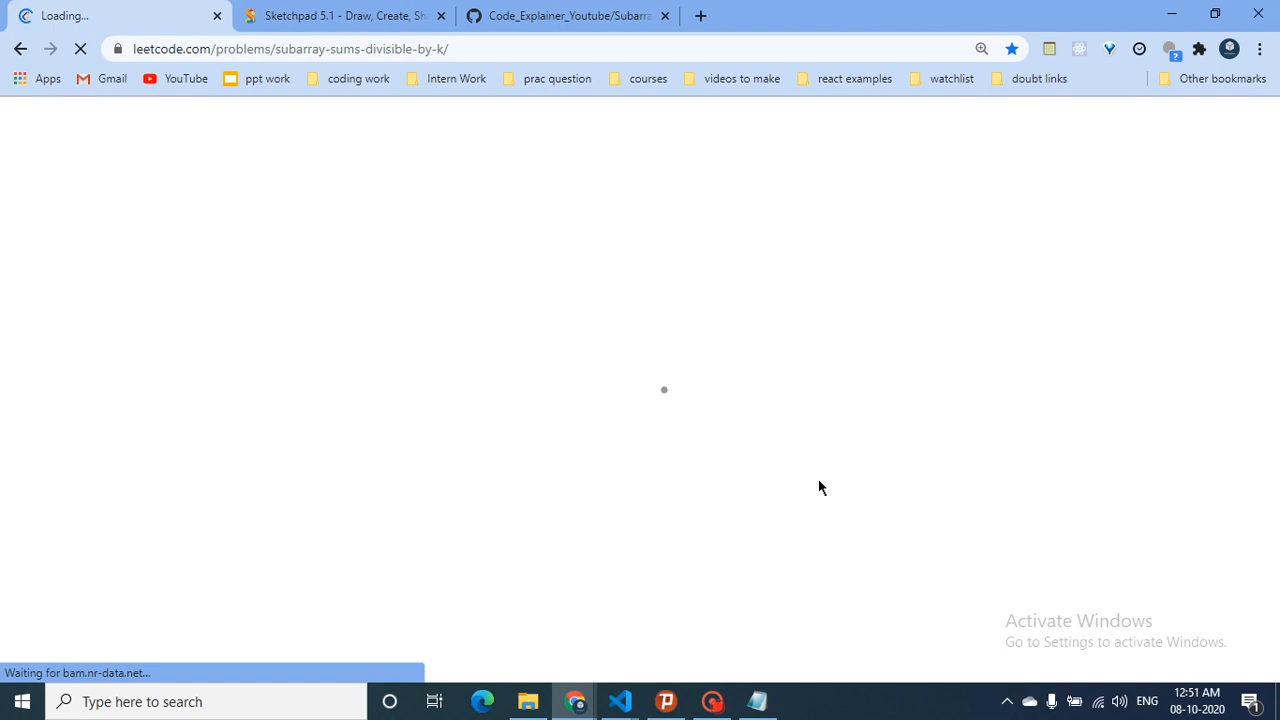 Loading...
Sketchpad 5.1 - Draw, Create, Sh
Code_Explainer_Youtube/Subarra
leetcode.com/problems/subarray-sums-divisible-by-k/
?
Apps
Gmail
YouTube
ppt work
coding work
Intern Work
prac question
courses
videos to make
react examples
watchlist
doubt links
Other bookmarks
Activate Windows
Go to Settings to activate Windows.
Waiting for bam.nr-data.net...
Type here to search
ENG
12:51 AM
08-10-2020
1